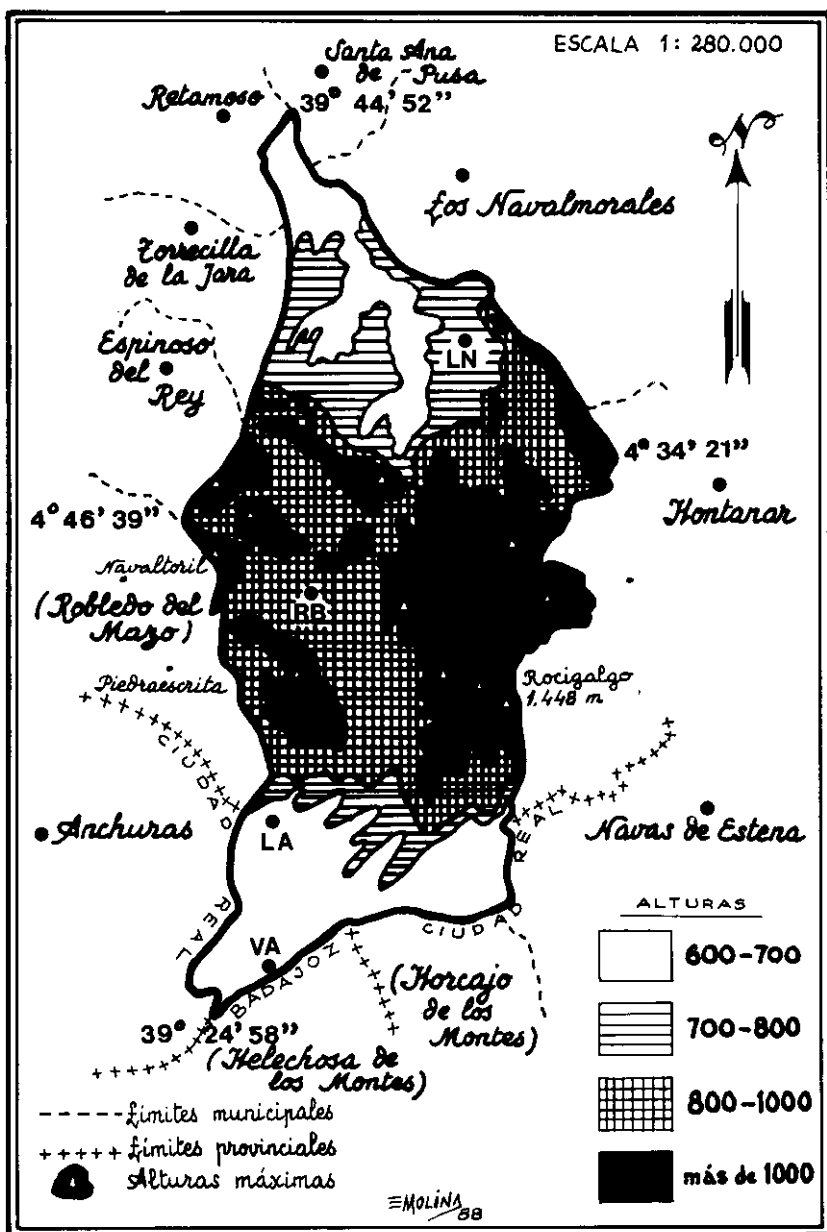 ESCALA 1: 280.000
Santa Ana
de - Pusa
39° 44' 52"
Retamoso
N
Los Navalmorales
Torrecilla
de la Jara
Espinoso
del
Rey
LN
4° 34' 21"
Hontanar
4° 46' 39"
Navaltoril
(Robledo del
Mazo)
RB
Piedraescrita
Rocigalgo
1.448 m
CIUDAD REAL
Anchuras
LA
CIUDAD REAL
Navas de Estena
VA
BADAJOZ
39° 24' 58"
(Helechosa de
los Montes)
(Horcajo
de los
Montes)
ALTURAS
600-700
700-800
800-1000
más de 1000
Límites municipales
Límites provinciales
Alturas máximas
EMOLINA
88